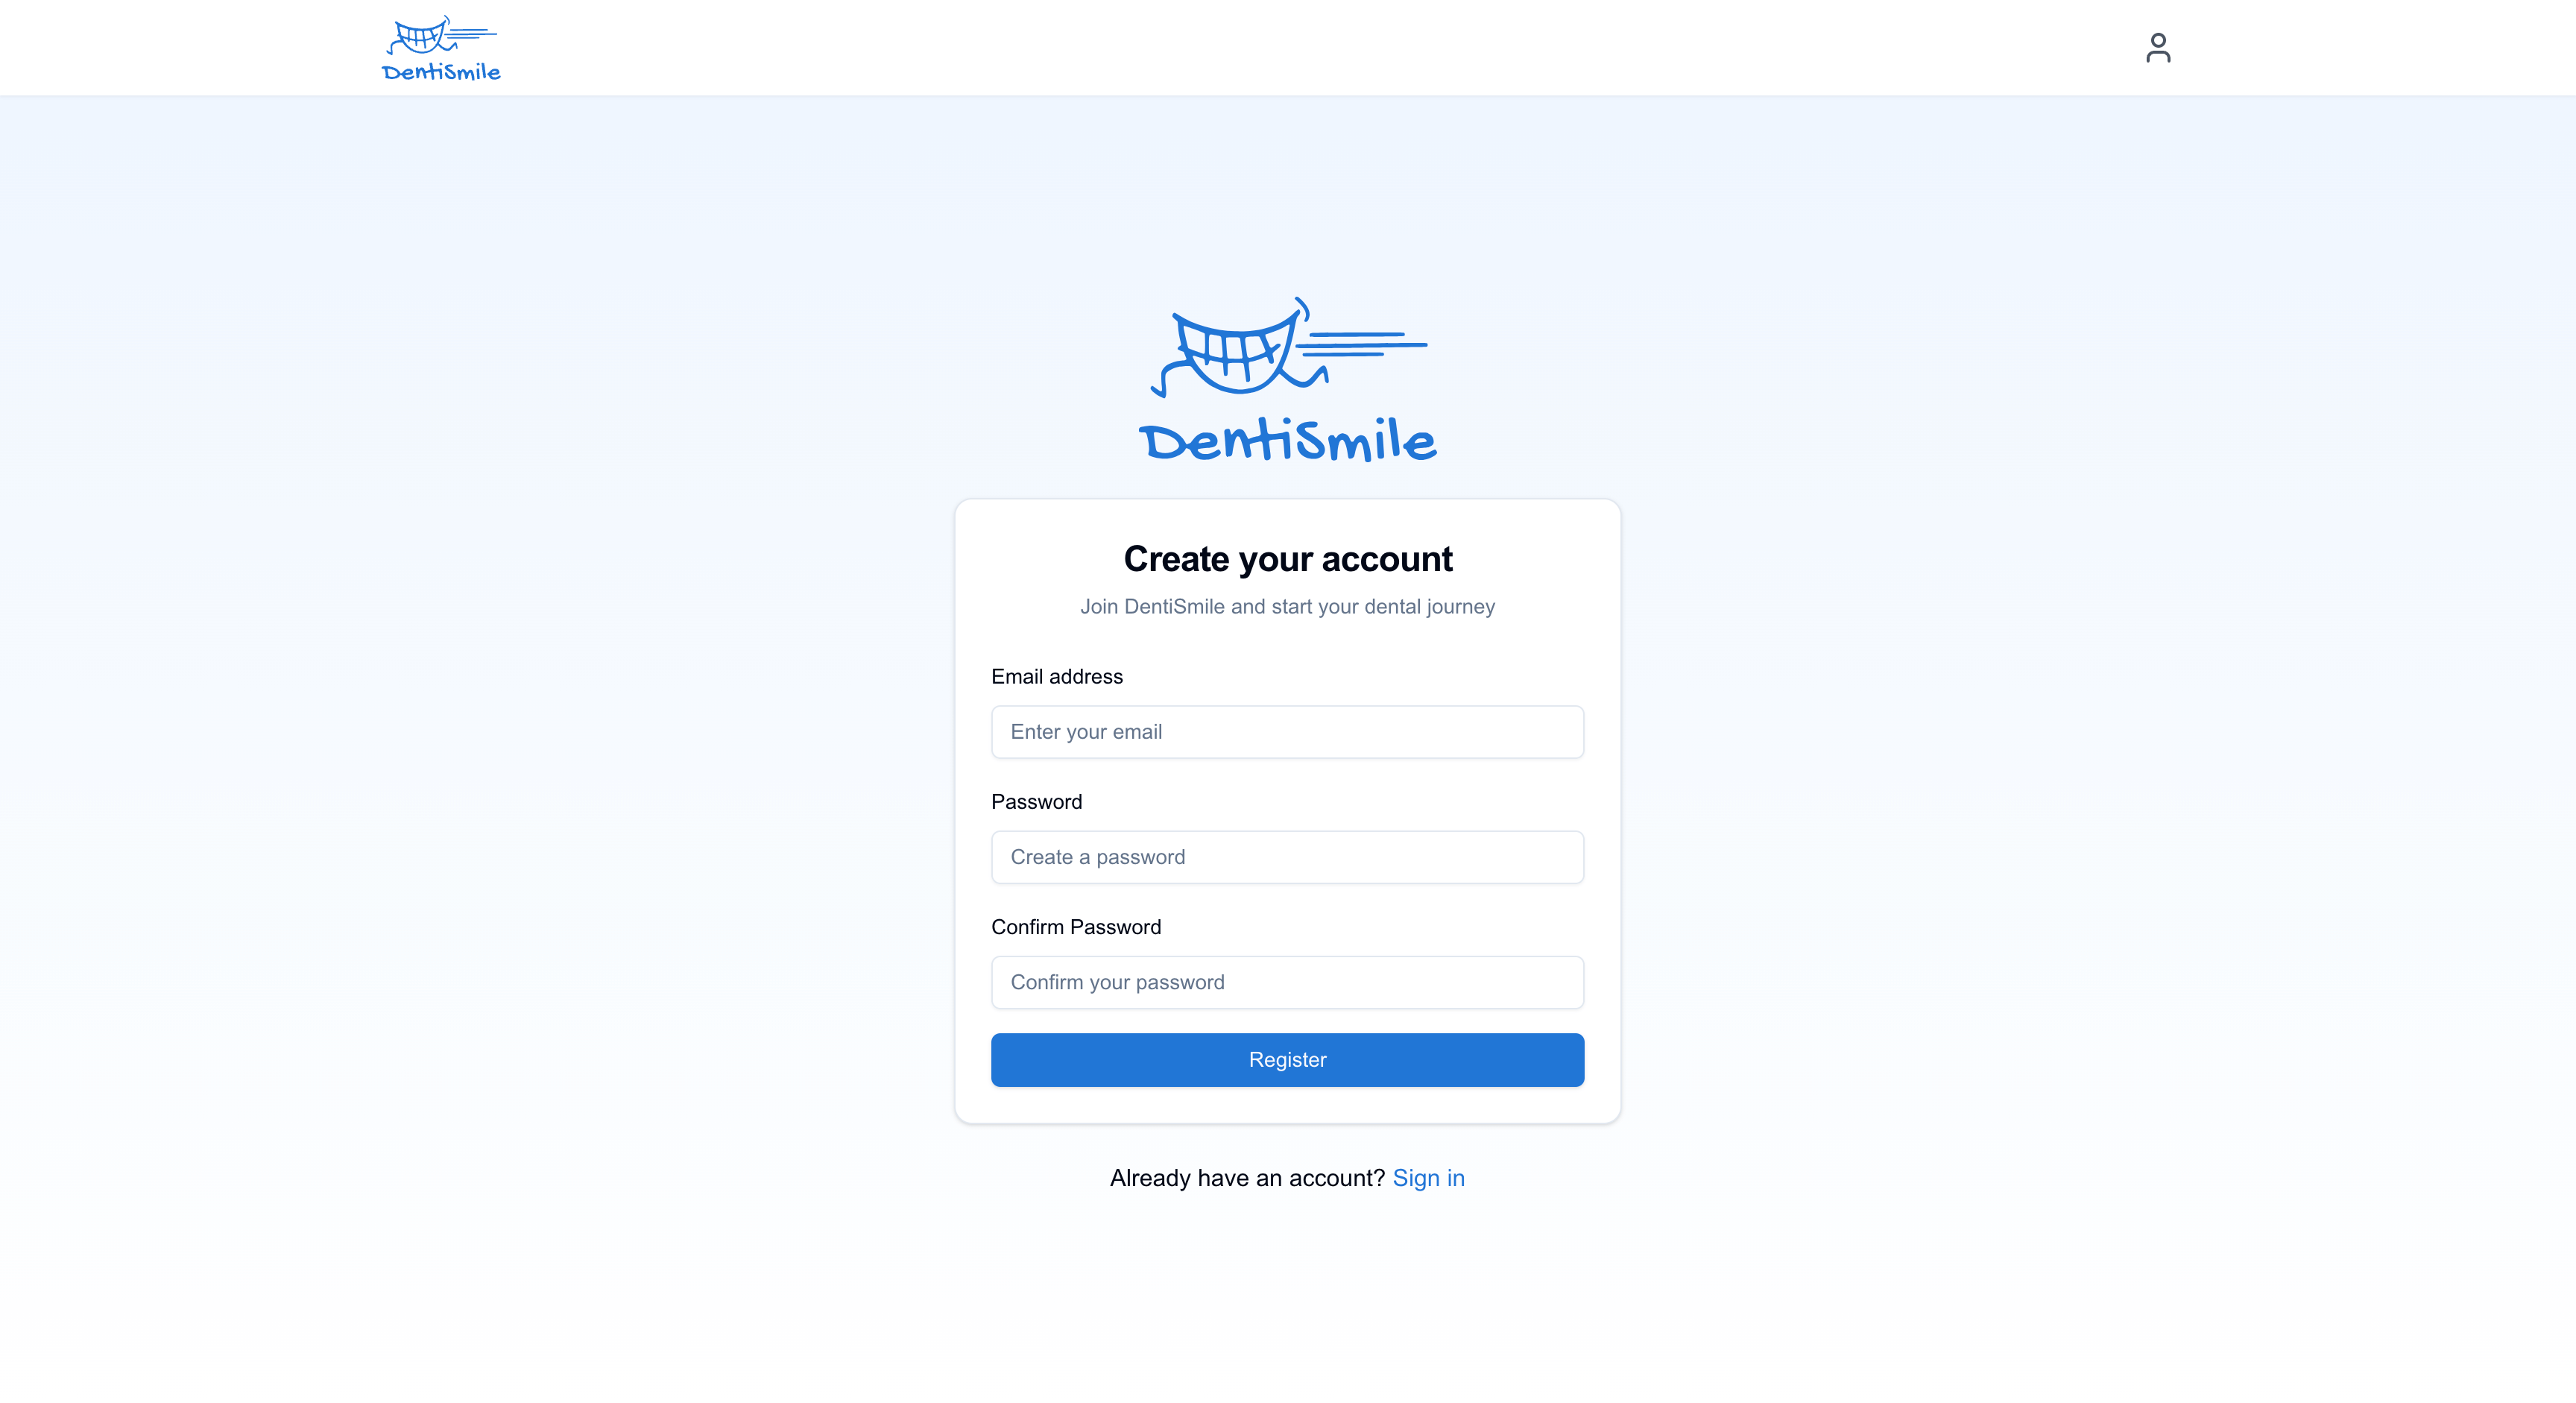 DentiSmile
DentiSmile
Create your account
Join DentiSmile and start your dental journey
Email address
Enter your email
Password
Create a password
Confirm Password
Confirm your password
Register
Already have an account? Sign in